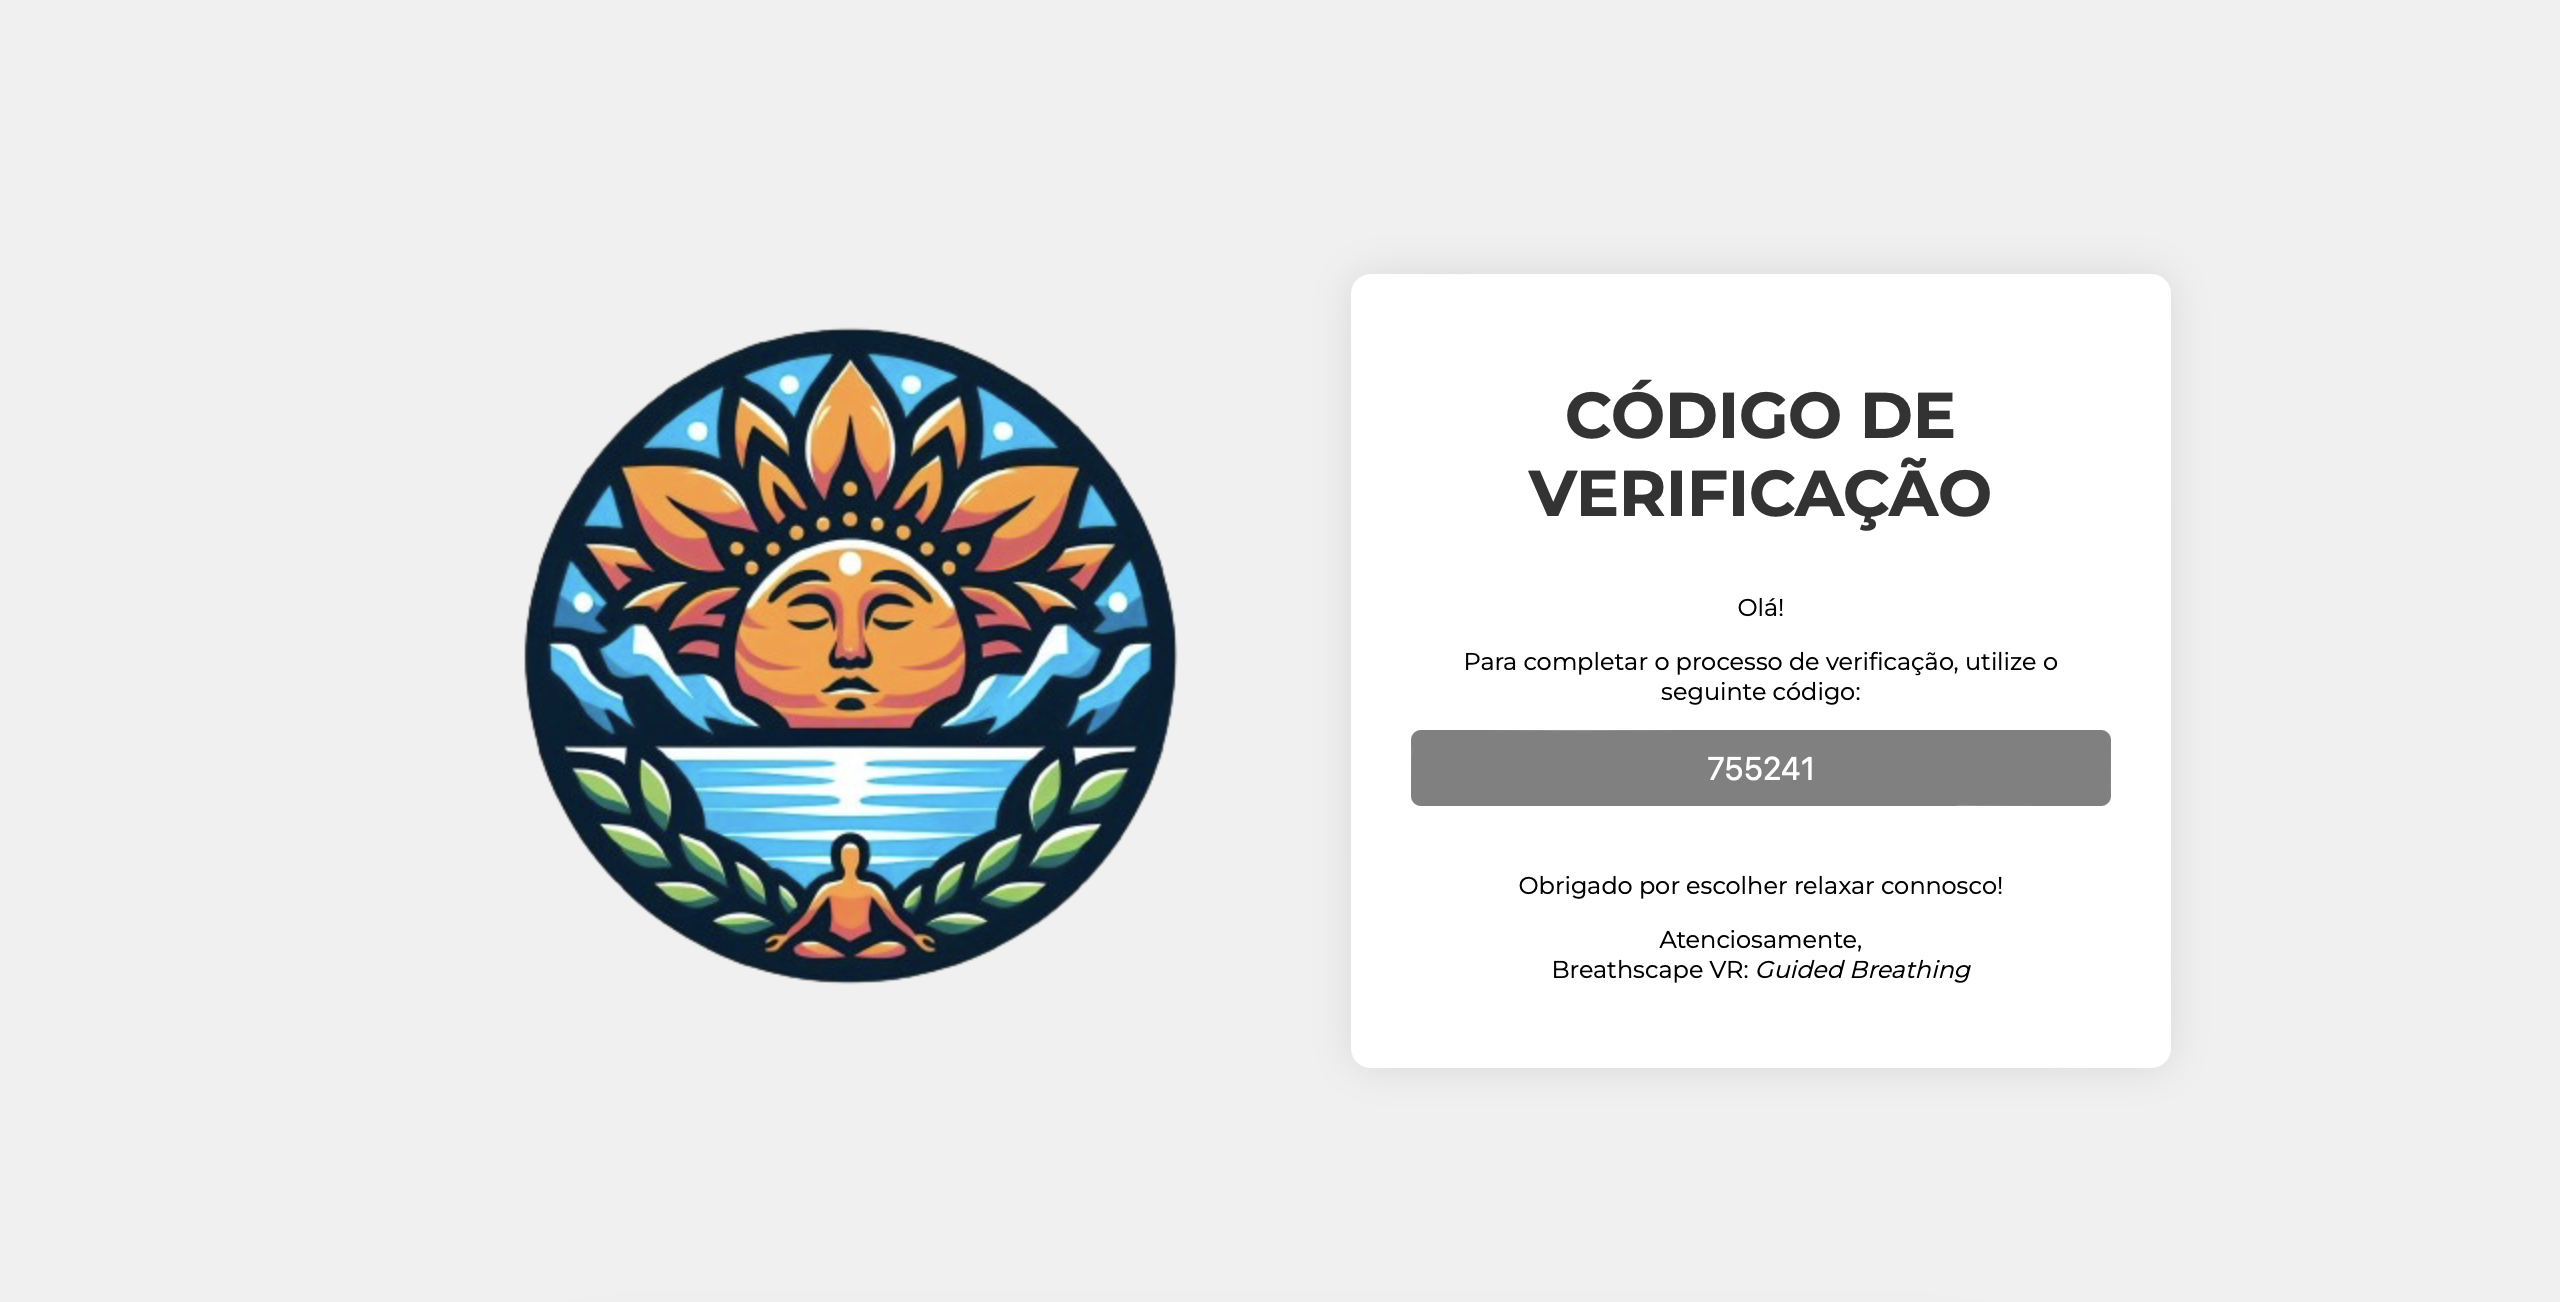 CÓDIGO DE
VERIFICAÇÃO
Olá!
Para completar o processo de verificação, utilize o
seguinte código:
755241
Obrigado por escolher relaxar connosco!
Atenciosamente,
Breathscape VR: Guided Breathing